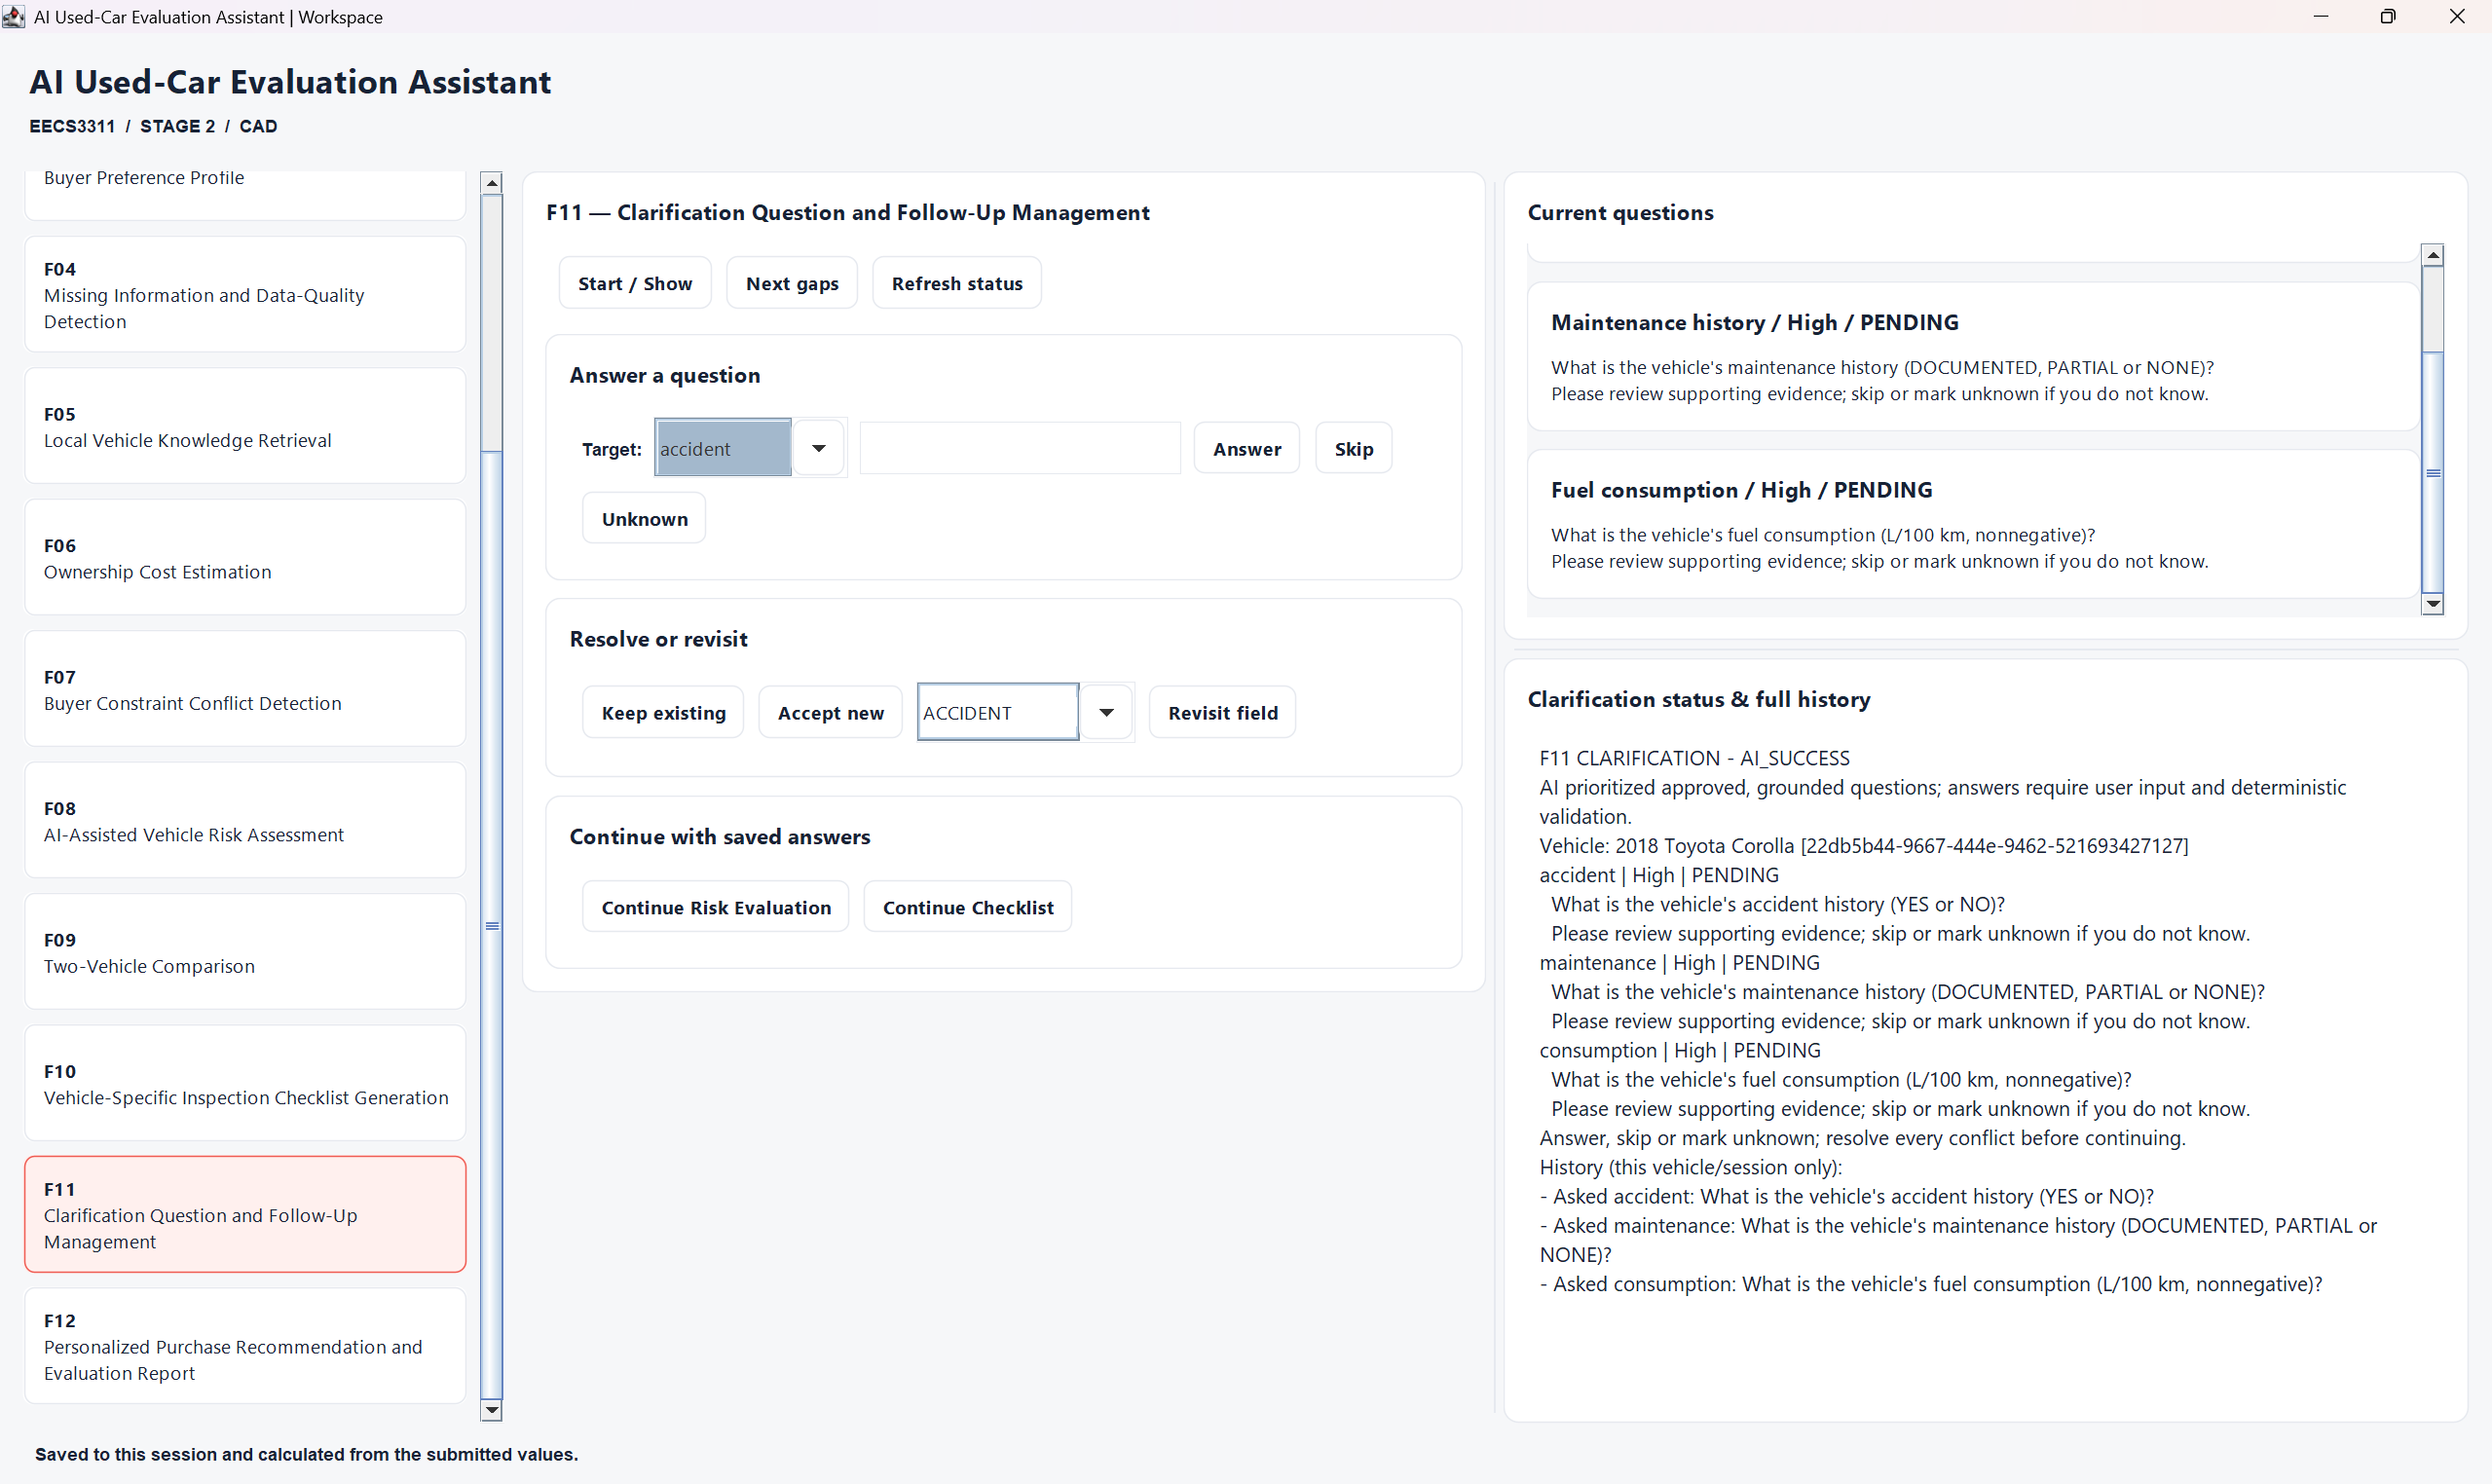 AI Used-Car Evaluation Assistant | Workspace
AI Used-Car Evaluation Assistant
EECS3311 / STAGE 2 / CAD
Buyer Preference Profile
F04
Missing Information and Data-Quality
Detection
F05
Local Vehicle Knowledge Retrieval
F06
Ownership Cost Estimation
F07
Buyer Constraint Conflict Detection
F08
AI-Assisted Vehicle Risk Assessment
F09
Two-Vehicle Comparison
F10
Vehicle-Specific Inspection Checklist Generation
F11
Clarification Question and Follow-Up
Management
F12
Personalized Purchase Recommendation and
Evaluation Report
F11 — Clarification Question and Follow-Up Management
Start / Show
Next gaps
Refresh status
Answer a question
Target:
accident
Answer
Skip
Unknown
Resolve or revisit
Keep existing
Accept new
ACCIDENT
Revisit field
Continue with saved answers
Continue Risk Evaluation
Continue Checklist
Current questions
Maintenance history / High / PENDING
What is the vehicle's maintenance history (DOCUMENTED, PARTIAL or NONE)?
Please review supporting evidence; skip or mark unknown if you do not know.
Fuel consumption / High / PENDING
What is the vehicle's fuel consumption (L/100 km, nonnegative)?
Please review supporting evidence; skip or mark unknown if you do not know.
Clarification status & full history
F11 CLARIFICATION - AI_SUCCESS
AI prioritized approved, grounded questions; answers require user input and deterministic
validation.
Vehicle: 2018 Toyota Corolla [22db5b44-9667-444e-9462-521693427127]
accident | High | PENDING
What is the vehicle's accident history (YES or NO)?
Please review supporting evidence; skip or mark unknown if you do not know.
maintenance | High | PENDING
What is the vehicle's maintenance history (DOCUMENTED, PARTIAL or NONE)?
Please review supporting evidence; skip or mark unknown if you do not know.
consumption | High | PENDING
What is the vehicle's fuel consumption (L/100 km, nonnegative)?
Please review supporting evidence; skip or mark unknown if you do not know.
Answer, skip or mark unknown; resolve every conflict before continuing.
History (this vehicle/session only):
- Asked accident: What is the vehicle's accident history (YES or NO)?
- Asked maintenance: What is the vehicle's maintenance history (DOCUMENTED, PARTIAL or
NONE)?
- Asked consumption: What is the vehicle's fuel consumption (L/100 km, nonnegative)?
Saved to this session and calculated from the submitted values.